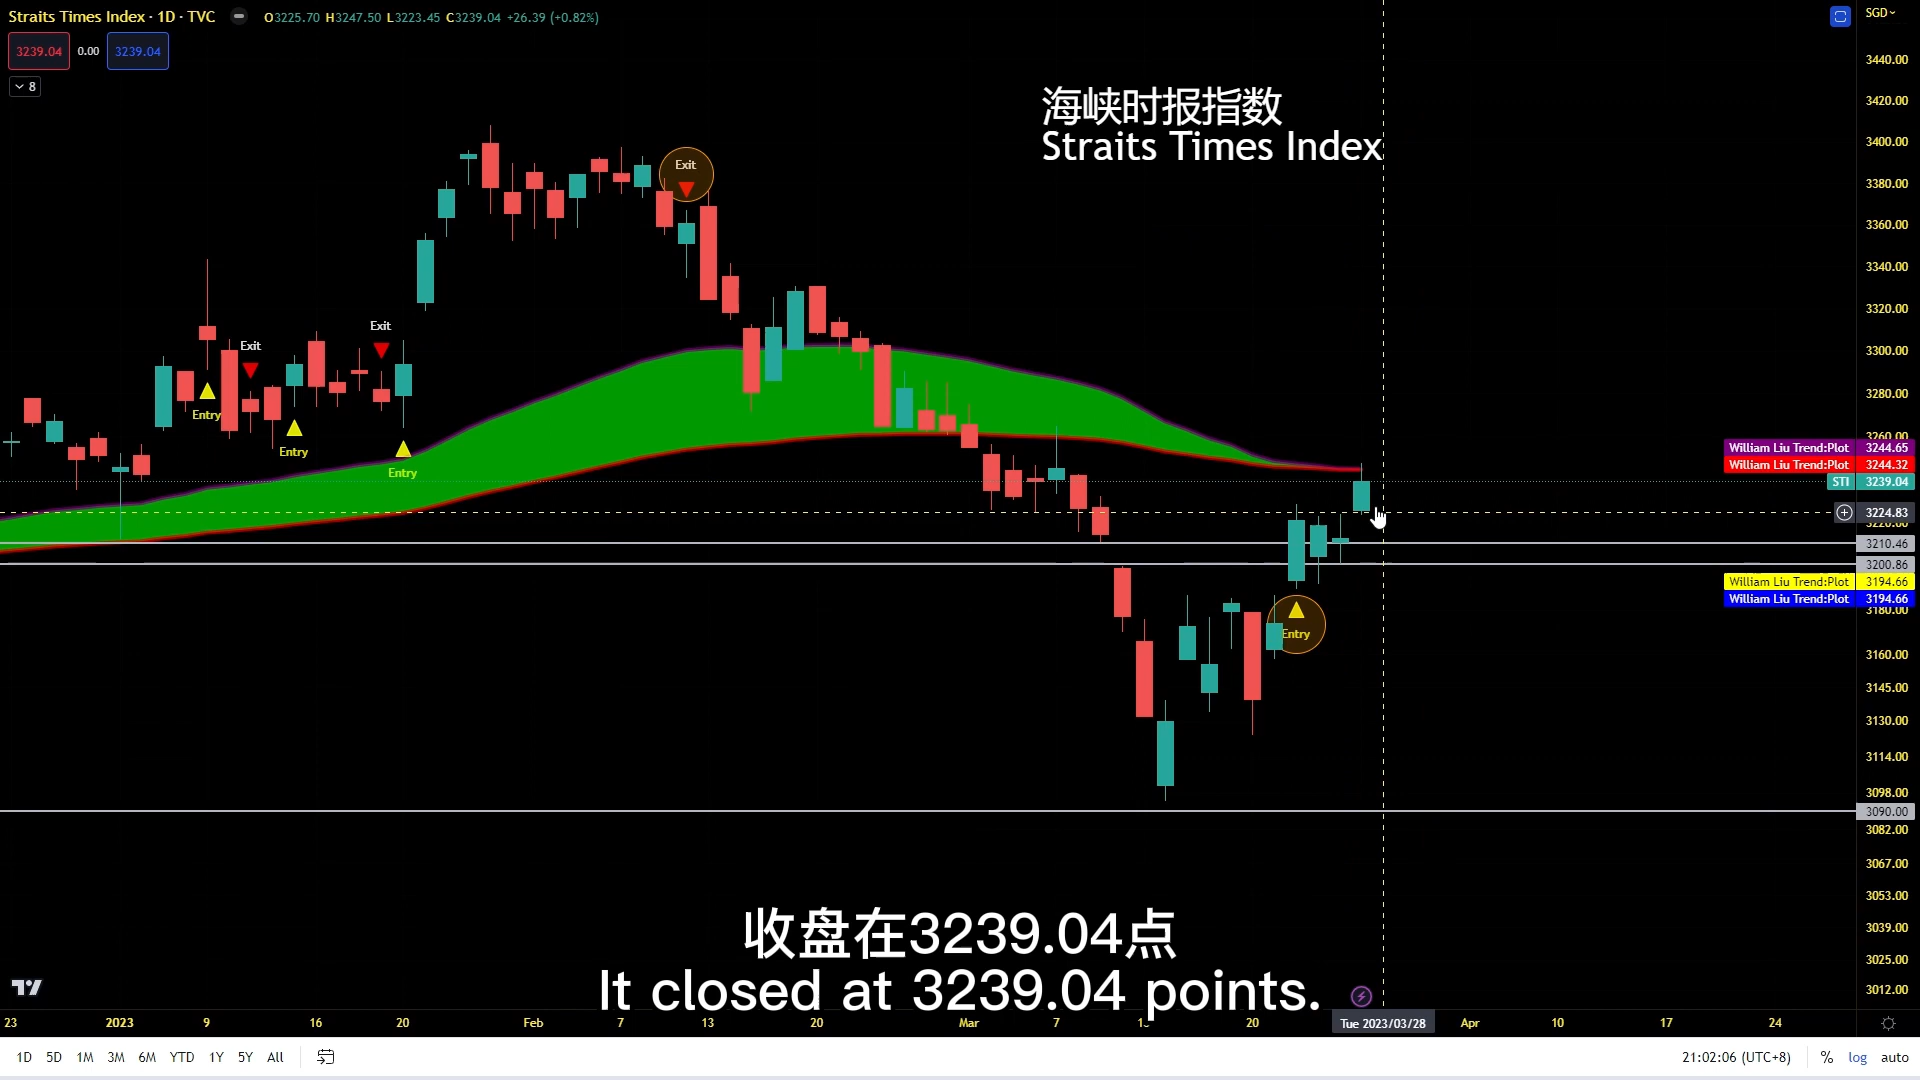 Straits Times Index · 1D · TVC
O3225.70 H3247.50 L3223.45 C3239.04 +26.39 (+0.82%)
SGD
3239.04 0.00 3239.04
8
海峡时报指数
Straits Times Index
Exit
Exit
Exit
Entry
Entry
Entry
Entry
3440.00
3420.00
3400.00
3380.00
3360.00
3340.00
3320.00
3300.00
3280.00
3260.00
William Liu Trend:Plot 3244.65
William Liu Trend:Plot 3244.32
STI 3239.04
3224.83
3220.00
3210.46
3200.86
William Liu Trend:Plot 3194.66
William Liu Trend:Plot 3194.66
3180.00
3160.00
3145.00
3130.00
3114.00
3098.00
3090.00
3082.00
3067.00
3053.00
3039.00
3025.00
3012.00
收盘在3239.04点
It closed at 3239.04 points.
23 2023 9 16 20 Feb 7 13 20 Mar 7 20 Tue 2023/03/28 Apr 10 17 24
1D 5D 1M 3M 6M YTD 1Y 5Y All
21:02:06 (UTC+8) % log auto